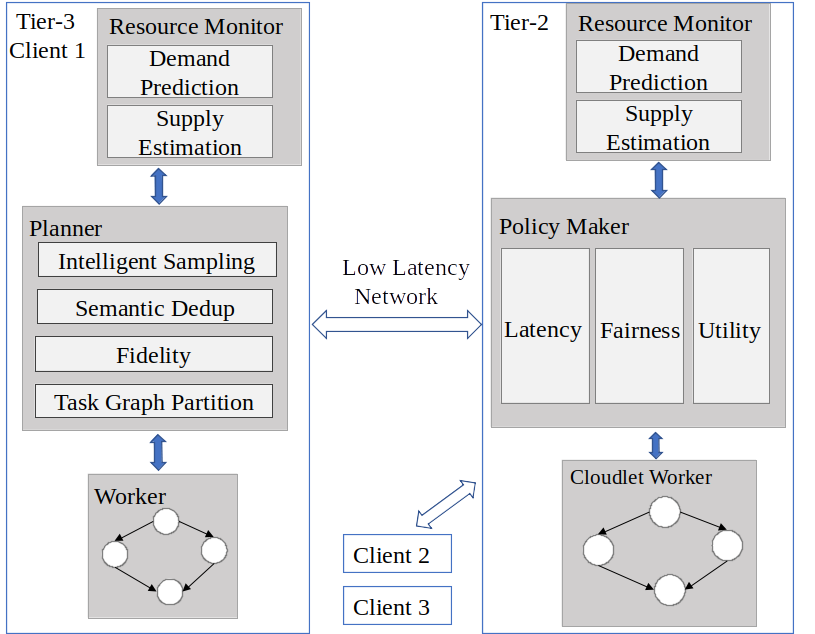 Tier-3
Client 1
Resource Monitor
Demand
Prediction
Supply
Estimation
Planner
Intelligent Sampling
Semantic Dedup
Fidelity
Task Graph Partition
Worker
Low Latency
Network
Client 2
Client 3
Tier-2
Resource Monitor
Demand
Prediction
Supply
Estimation
Policy Maker
Latency
Fairness
Utility
Cloudlet Worker